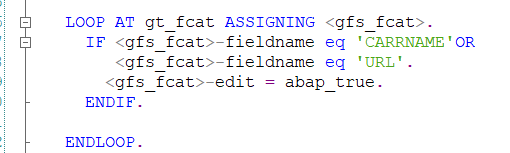 LOOP AT gt_fcat ASSIGNING <gfs_fcat>.
IF <gfs_fcat>-fieldname eq 'CARRNAME'OR
<gfs_fcat>-fieldname eq 'URL'.
<gfs_fcat>-edit = abap_true.
ENDIF.
ENDLOOP.